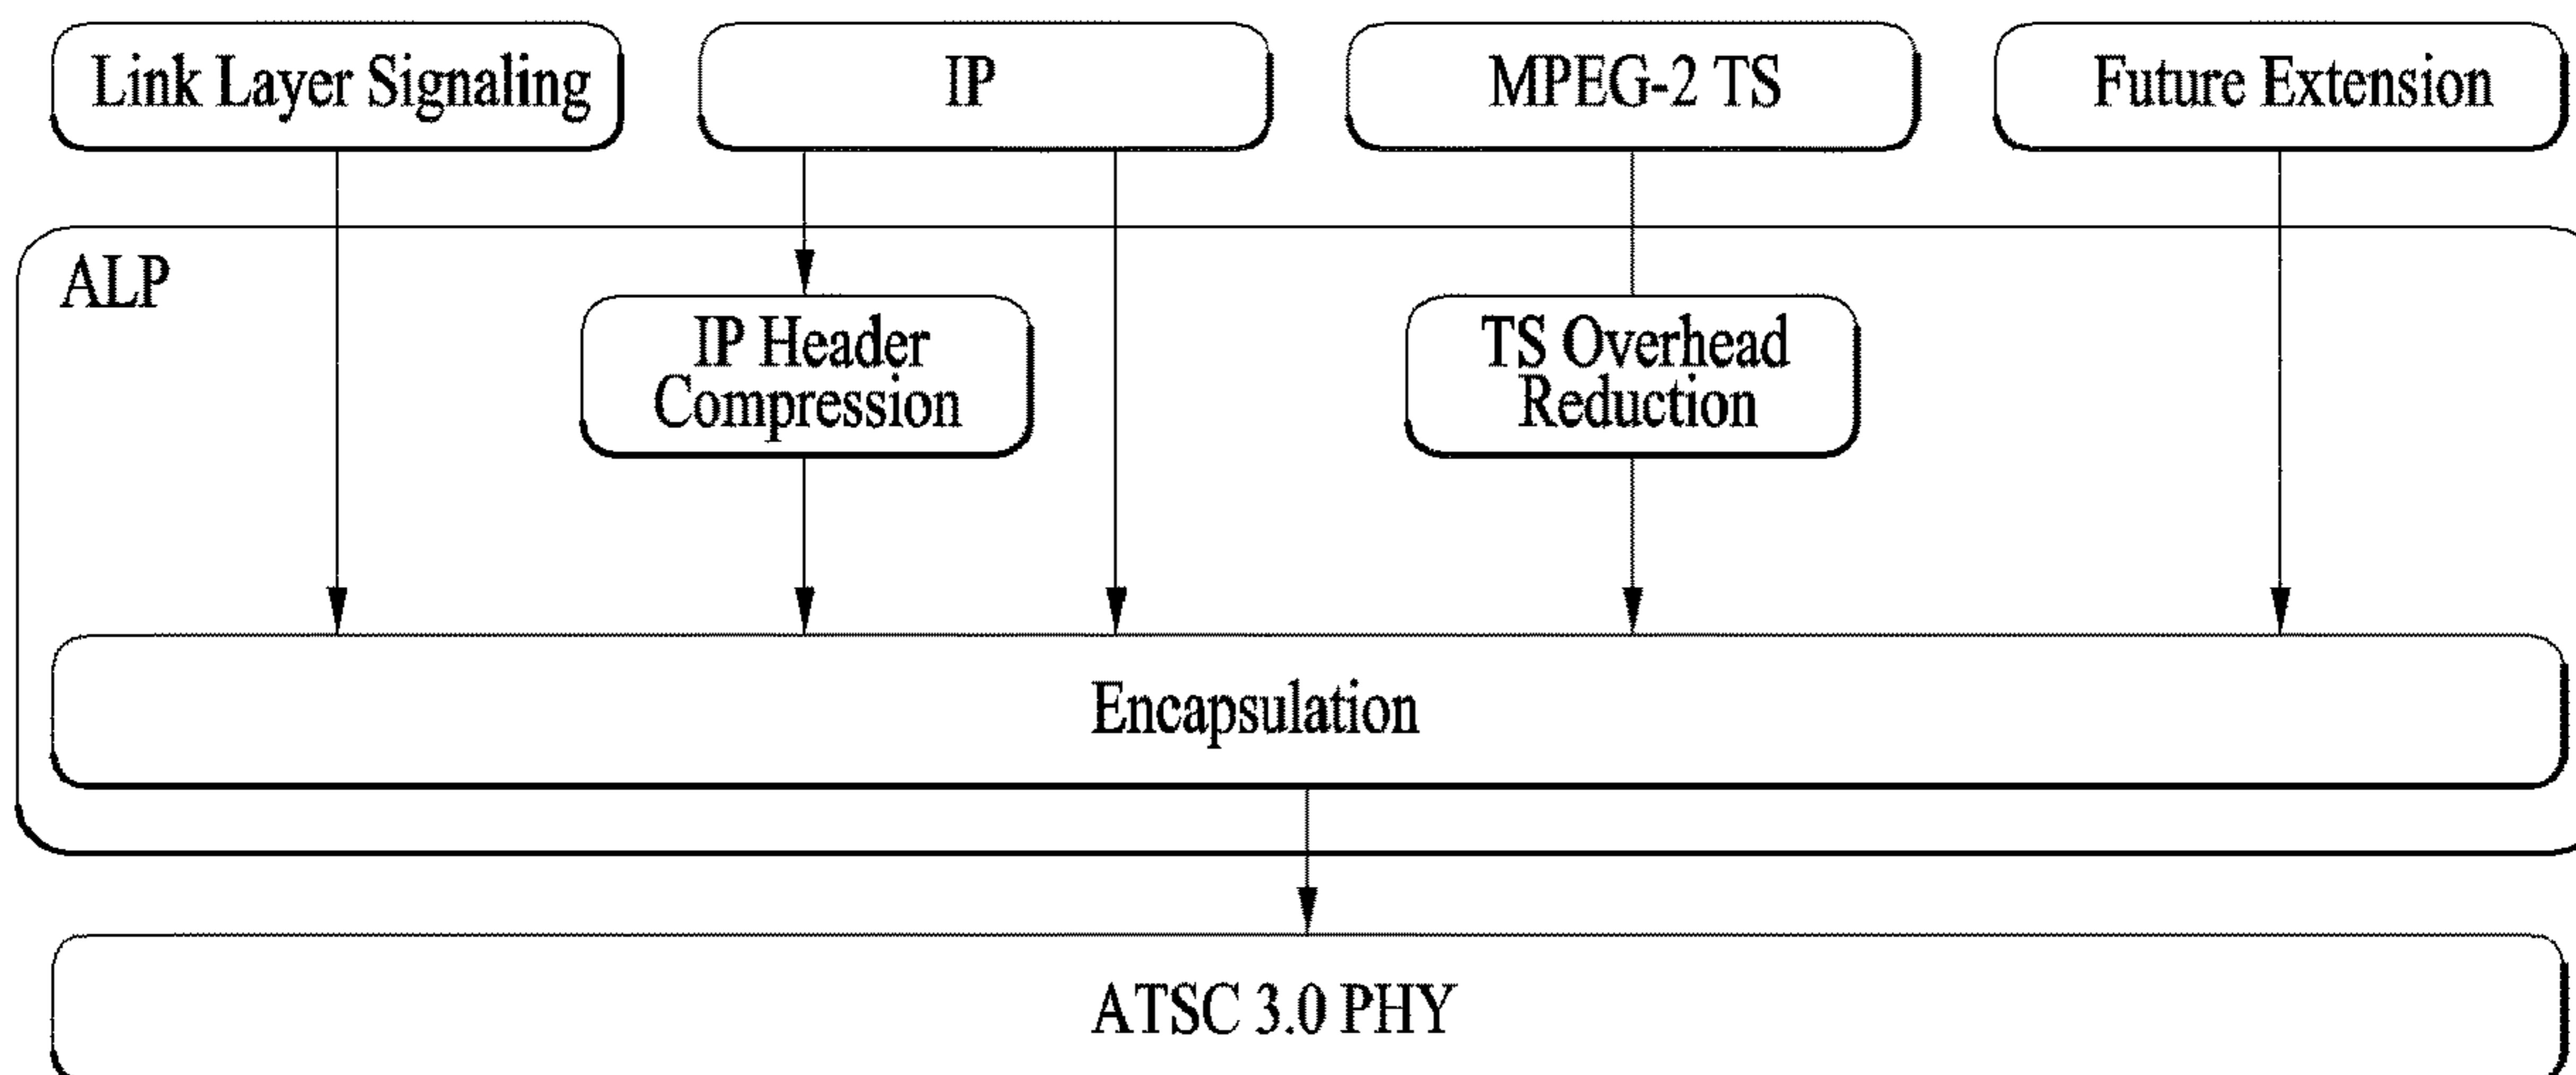 Link Layer Signaling
IP
MPEG-2 TS
Future Extension
ALP
IP Header
Compression
TS Overhead
Reduction
Encapsulation
ATSC 3.0 PHY